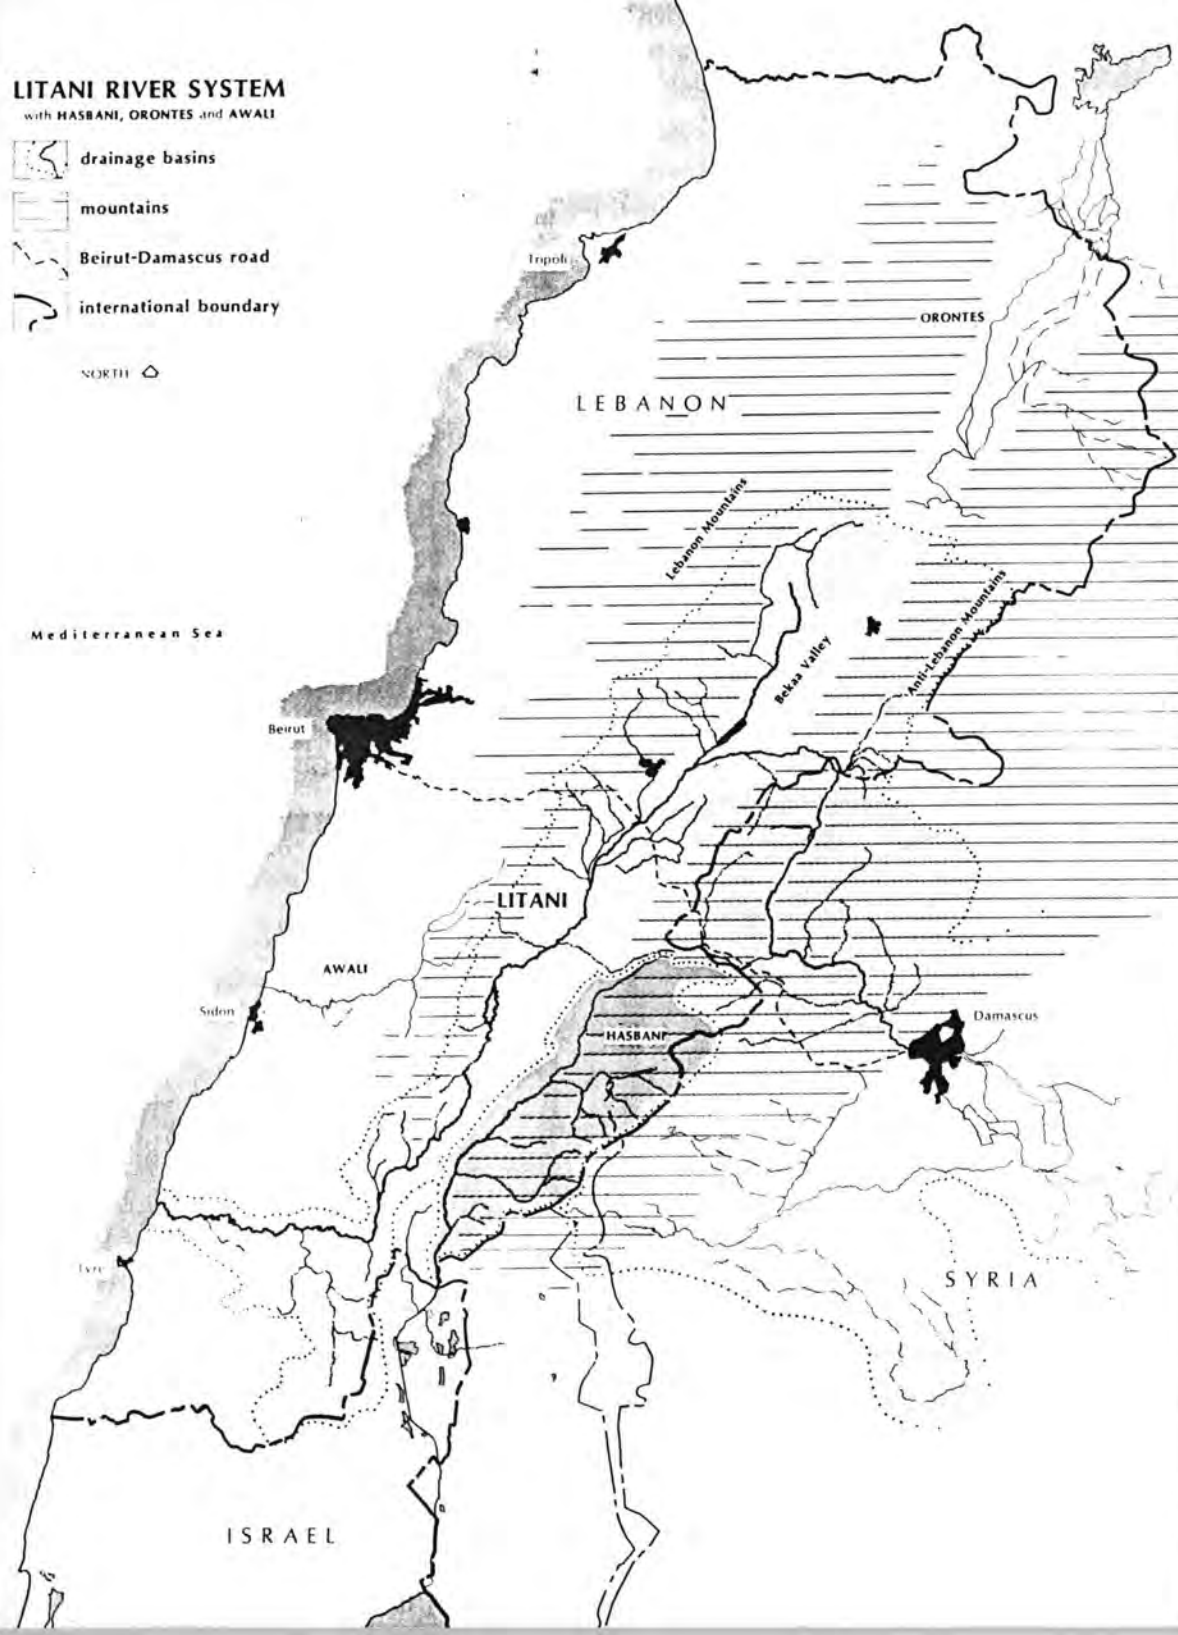 LITANI RIVER SYSTEM
with HASBANI, ORONTES and AWALI
drainage basins
mountains
Beirut-Damascus road
international boundary
NORTH
Tripoli
ORONTES
LEBANON
Lebanon Mountains
Mediterranean Sea
Anti-Lebanon Mountains
Bekaa Valley
Beirut
LITANI
AWALI
Sidon
Damascus
HASBANI
Tyre
SYRIA
ISRAEL